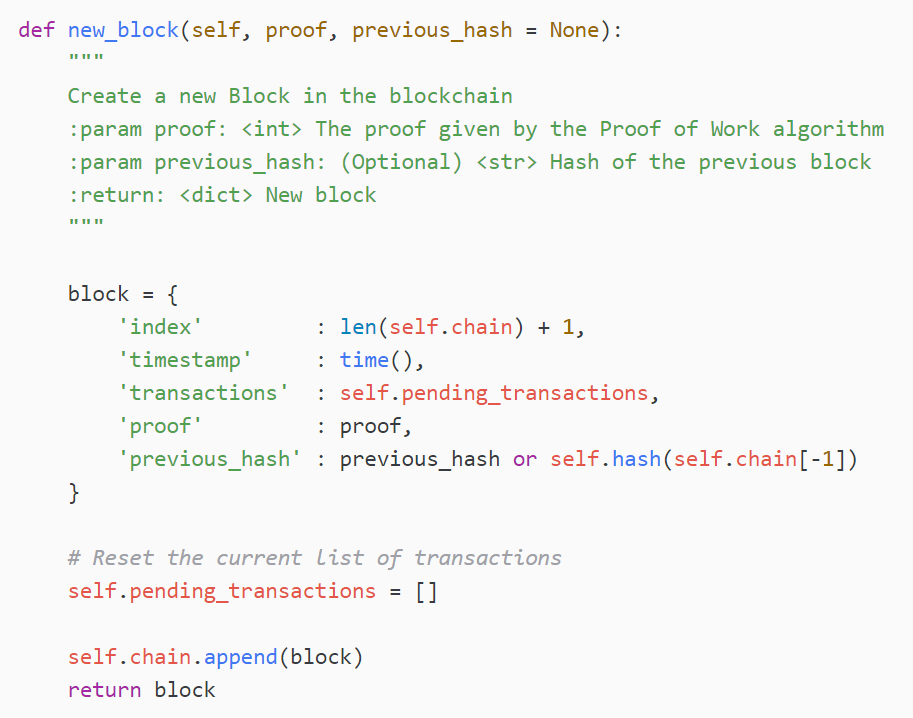 def new_block(self, proof, previous_hash = None):
    """
    Create a new Block in the blockchain
    :param proof: <int> The proof given by the Proof of Work algorithm
    :param previous_hash: (Optional) <str> Hash of the previous block
    :return: <dict> New block
    """

    block = {
        'index'         : len(self.chain) + 1,
        'timestamp'     : time(),
        'transactions'  : self.pending_transactions,
        'proof'         : proof,
        'previous_hash' : previous_hash or self.hash(self.chain[-1])
    }

    # Reset the current list of transactions
    self.pending_transactions = []

    self.chain.append(block)
    return block